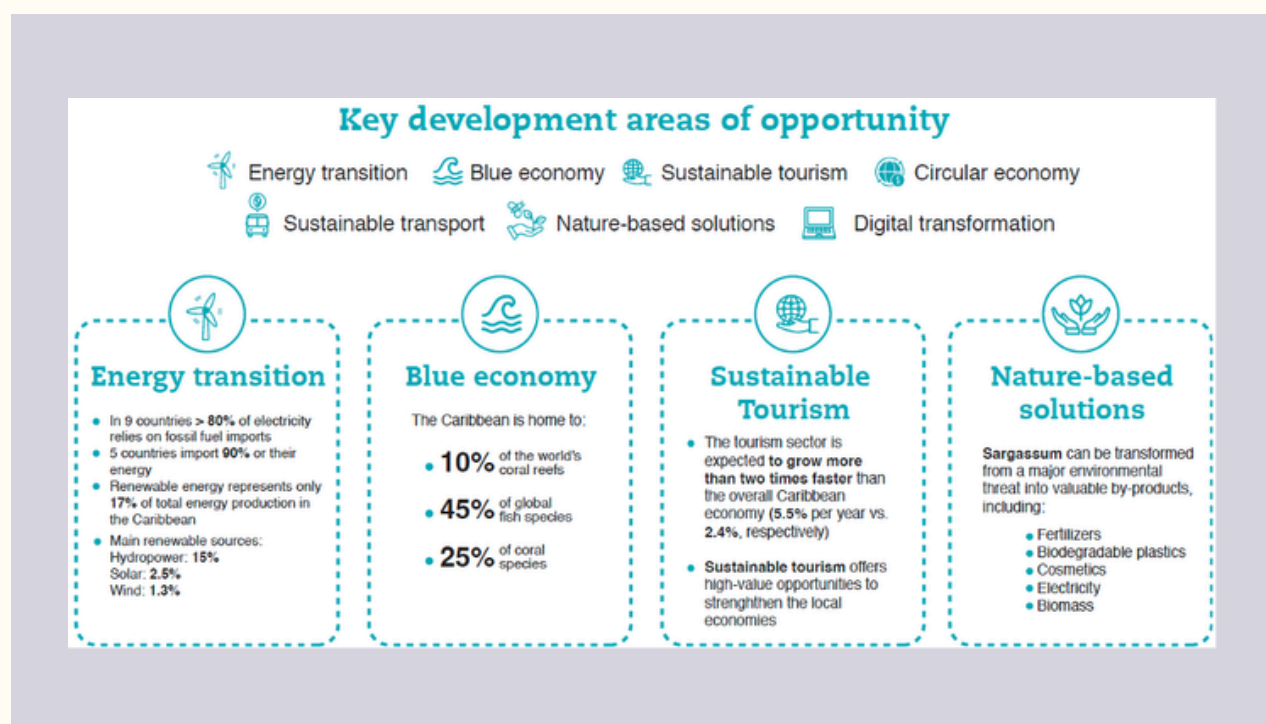 Key development areas of opportunity
Energy transition Blue economy Sustainable tourism Circular economy
Sustainable transport Nature-based solutions Digital transformation
Energy transition
In 9 countries > 80% of electricity
relies on fossil fuel imports
5 countries import 90% or their
energy
Renewable energy represents only
17% of total energy production in
the Caribbean
Main renewable sources:
Hydropower: 15%
Solar: 2.5%
Wind: 1.3%
Blue economy
The Caribbean is home to:
10% of the world's
coral reefs
45% of global
fish species
25% of coral
species
Sustainable
Tourism
The tourism sector is
expected to grow more
than two times faster than
the overall Caribbean
economy (5.5% per year vs.
2.4%, respectively)
Sustainable tourism offers
high-value opportunities to
strenghthen the local
economies
Nature-based
solutions
Sargassum can be transformed
from a major environmental
threat into valuable by-products,
including:
Fertilizers
Biodegradable plastics
Cosmetics
Electricity
Biomass